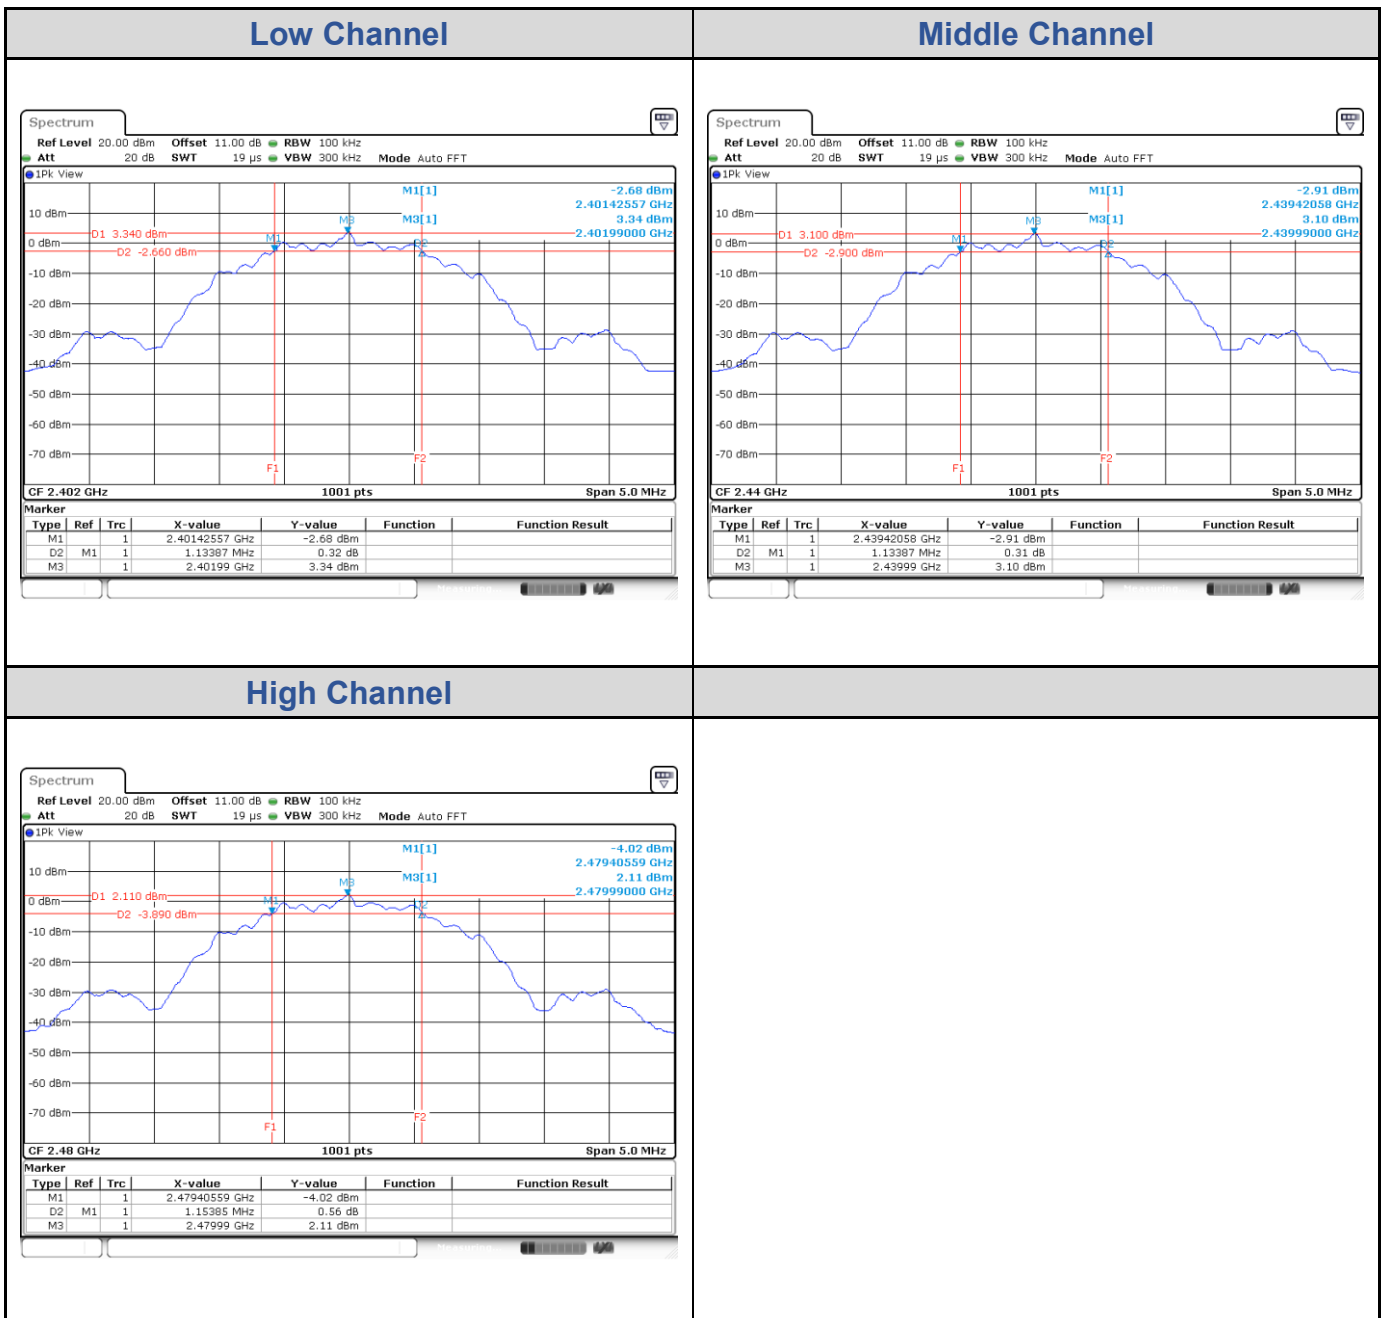 Low Channel
Middle Channel
Spectrum
Ref Level 20.00 dBm Offset 11.00 dB RBW 100 kHz
Att 20 dB SWT 19 µs VBW 300 kHz Mode Auto FFT
1Pk View
M1[1] -2.68 dBm
2.40142557 GHz
10 dBm
M3 M3[1] 3.34 dBm
D1 3.340 dBm 2.40199000 GHz
M1
0 dBm
D2 -2.660 dBm
-10 dBm
-20 dBm
-30 dBm
-40 dBm
-50 dBm
-60 dBm
-70 dBm
F1 F2
CF 2.402 GHz 1001 pts Span 5.0 MHz
Marker
Type Ref Trc X-value Y-value Function Function Result
M1 1 2.40142557 GHz -2.68 dBm
D2 M1 1 1.13387 MHz 0.32 dB
M3 1 2.40199 GHz 3.34 dBm
Spectrum
Ref Level 20.00 dBm Offset 11.00 dB RBW 100 kHz
Att 20 dB SWT 19 µs VBW 300 kHz Mode Auto FFT
1Pk View
M1[1] -2.91 dBm
2.43942058 GHz
10 dBm
M3 M3[1] 3.10 dBm
D1 3.100 dBm 2.43999000 GHz
M1
0 dBm
D2 -2.900 dBm
-10 dBm
-20 dBm
-30 dBm
-40 dBm
-50 dBm
-60 dBm
-70 dBm
F1 F2
CF 2.44 GHz 1001 pts Span 5.0 MHz
Marker
Type Ref Trc X-value Y-value Function Function Result
M1 1 2.43942058 GHz -2.91 dBm
D2 M1 1 1.13387 MHz 0.31 dB
M3 1 2.43999 GHz 3.10 dBm
High Channel
Spectrum
Ref Level 20.00 dBm Offset 11.00 dB RBW 100 kHz
Att 20 dB SWT 19 µs VBW 300 kHz Mode Auto FFT
1Pk View
M1[1] -4.02 dBm
2.47940559 GHz
10 dBm
M3 M3[1] 2.11 dBm
D1 2.110 dBm 2.47999000 GHz
M1
0 dBm
D2 -3.890 dBm
-10 dBm
-20 dBm
-30 dBm
-40 dBm
-50 dBm
-60 dBm
-70 dBm
F1 F2
CF 2.48 GHz 1001 pts Span 5.0 MHz
Marker
Type Ref Trc X-value Y-value Function Function Result
M1 1 2.47940559 GHz -4.02 dBm
D2 M1 1 1.15385 MHz 0.56 dB
M3 1 2.47999 GHz 2.11 dBm